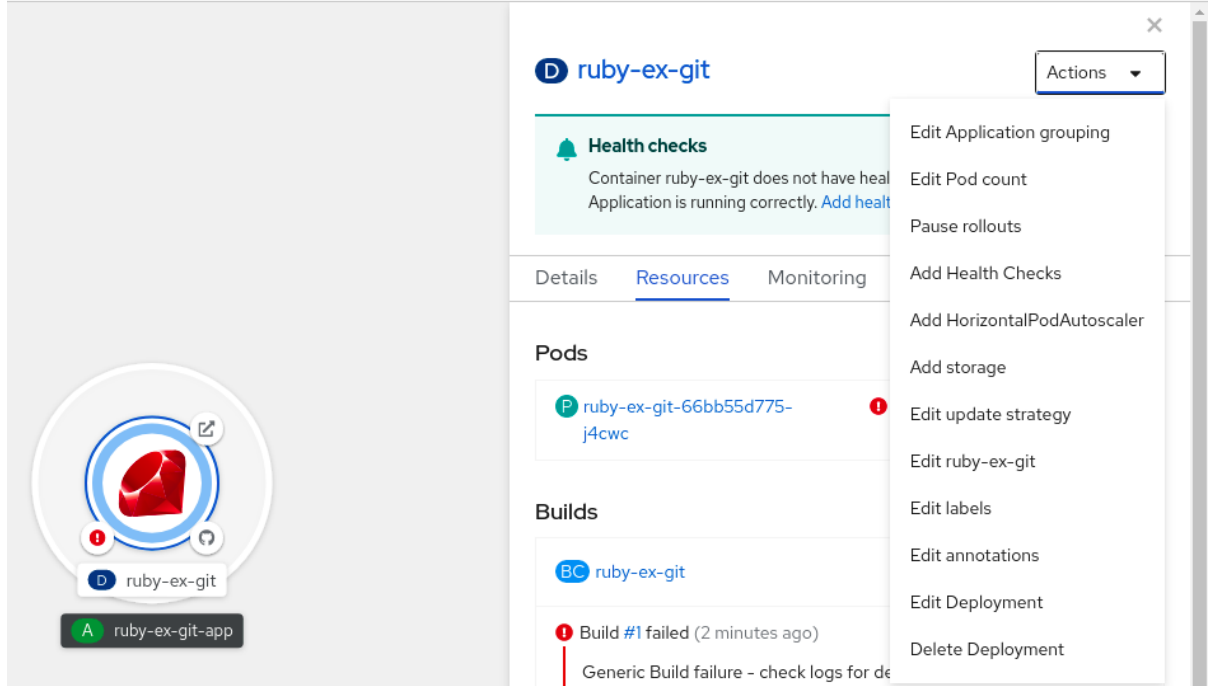 D ruby-ex-git
Actions
Health checks
Container ruby-ex-git does not have heal
Application is running correctly. Add healt
Details Resources Monitoring
Pods
P ruby-ex-git-66bb55d775-
j4cwc
Builds
BC ruby-ex-git
Build #1 failed (2 minutes ago)
Generic Build failure - check logs for de
Edit Application grouping
Edit Pod count
Pause rollouts
Add Health Checks
Add HorizontalPodAutoscaler
Add storage
Edit update strategy
Edit ruby-ex-git
Edit labels
Edit annotations
Edit Deployment
Delete Deployment
D ruby-ex-git
A ruby-ex-git-app